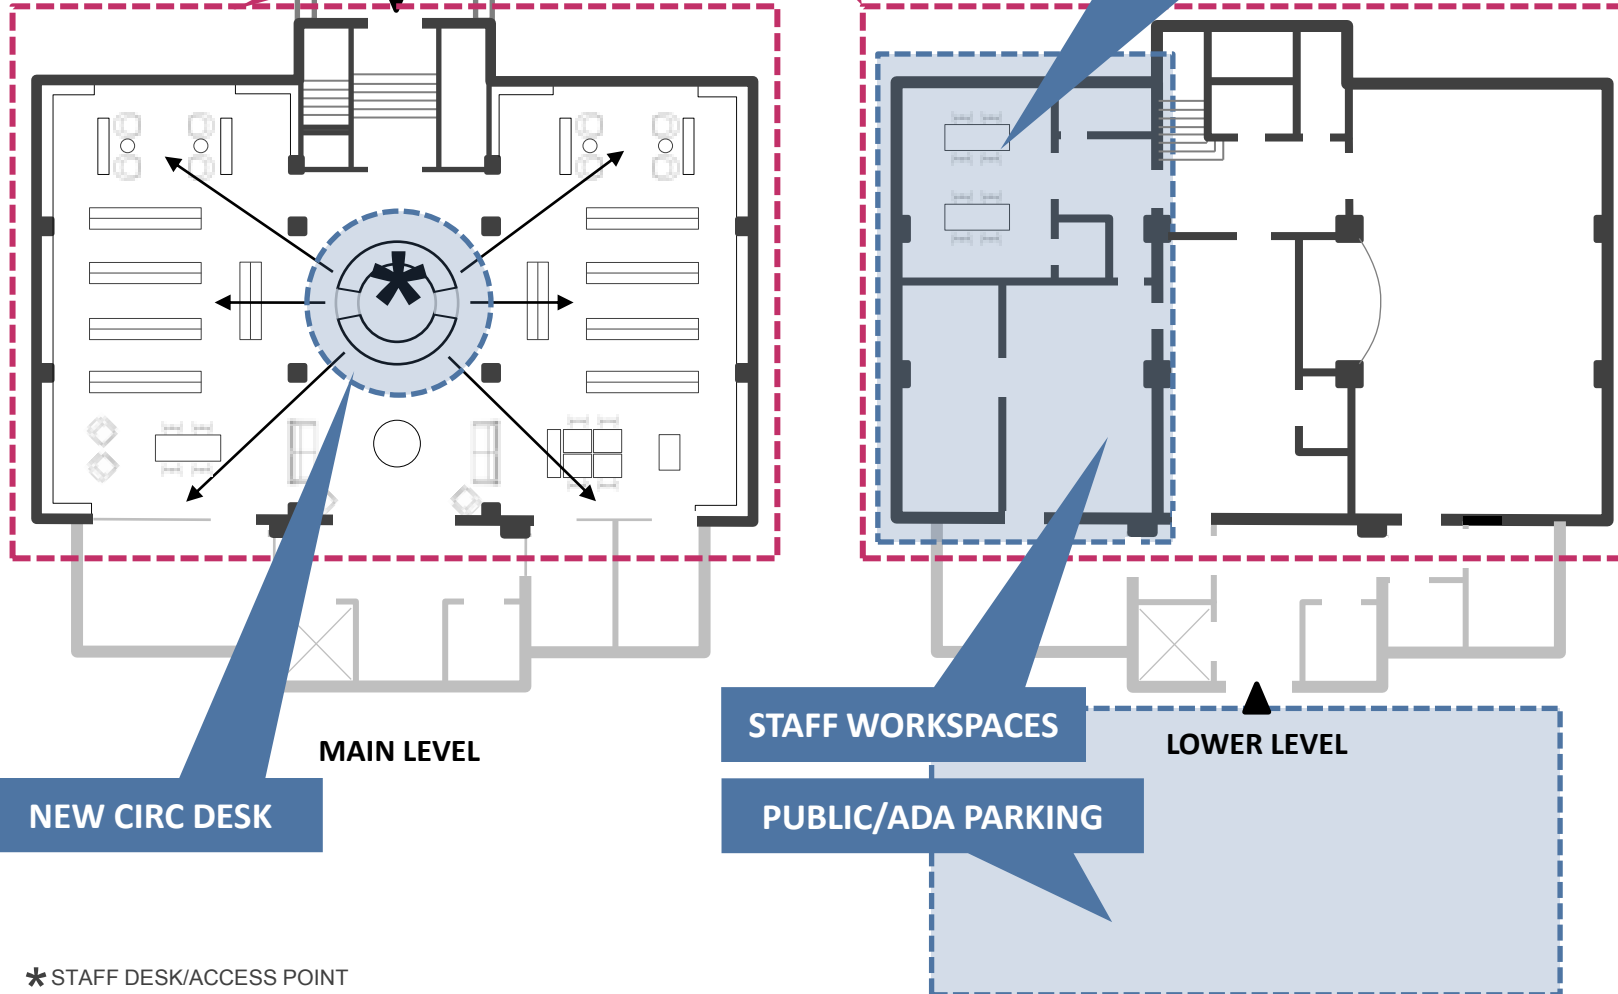 MAIN LEVEL
NEW CIRC DESK
STAFF WORKSPACES
LOWER LEVEL
PUBLIC/ADA PARKING
* STAFF DESK/ACCESS POINT